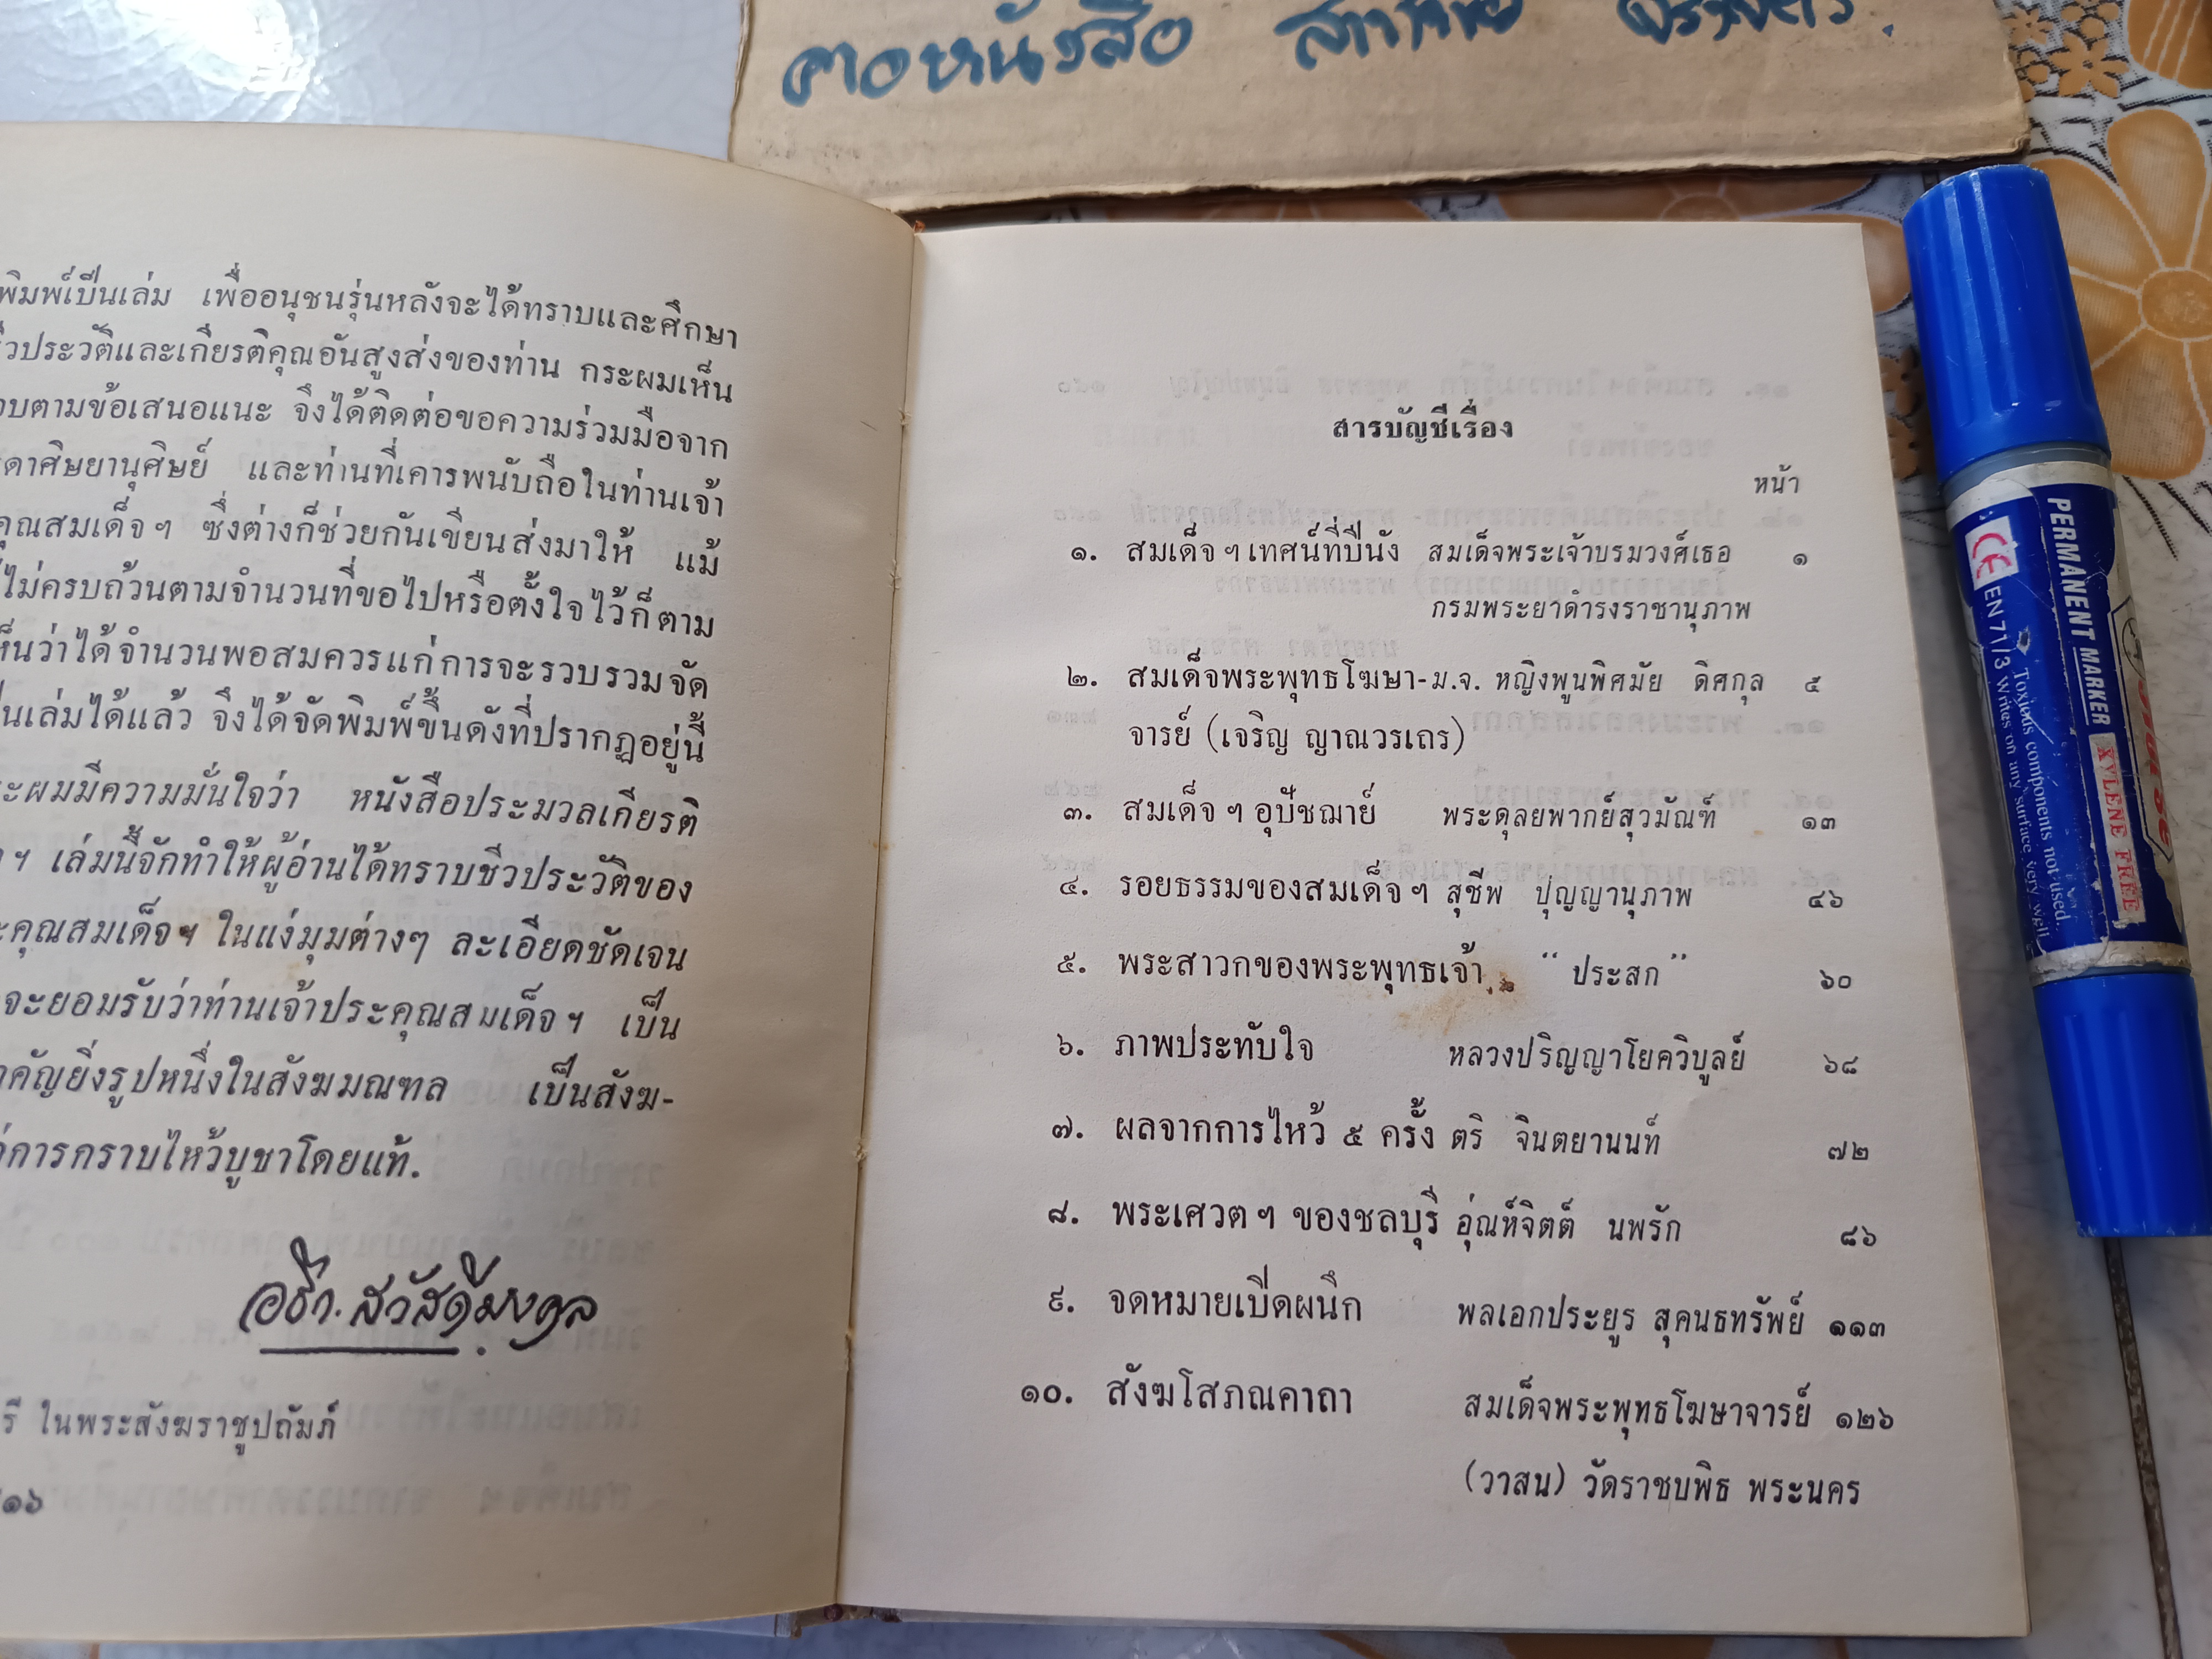 คอหนังสือ
พิมพ์เป็นเล่ม เพื่ออนุชนรุ่นหลังจะได้ทราบและศึกษา
ประวัติและเกียรติคุณอันสูงส่งของท่าน กระผมเห็น
ตามข้อเสนอแนะ จึงได้ติดต่อขอความร่วมมือจาก
ดาศิษยานุศิษย์ และท่านที่เคารพนับถือในท่านเจ้า
คุณสมเด็จฯ ซึ่งต่างก็ช่วยกันเขียนส่งมาให้ แม้
ไม่ครบถ้วนตามจำนวนที่ขอไปหรือตั้งใจไว้ก็ตาม
ห็นว่าได้จำนวนพอสมควรแก่การจะรวบรวมจัด
นเล่มได้แล้ว จึงได้จัดพิมพ์ขึ้นดังที่ปรากฏอยู่นี้
ะผมมีความมั่นใจว่า หนังสือประมวลเกียรติ
ฯ เล่มนี้จักทำให้ผู้อ่านได้ทราบชีวประวัติของ
ะคุณสมเด็จฯ ในแง่มุมต่างๆ ละเอียดชัดเจน
จะยอมรับว่าท่านเจ้าประคุณสมเด็จฯ เป็น
คัญยิ่งรูปหนึ่งในสังฆมณฑล เป็นสังฆ-
การกราบไหว้บูชาโดยแท้.
อธึก. สวัสดีมงคล
รี ในพระสังฆราชูปถัมภ์
๑๖
สารบัญชีเรื่อง
หน้า
๑. สมเด็จฯเทศน์ที่ปีนัง สมเด็จพระเจ้าบรมวงศ์เธอ ๑
กรมพระยาดำรงราชานุภาพ
๒. สมเด็จพระพุทธโฆษา-ม.จ. หญิงพูนพิศมัย ดิศกุล ๕
จารย์ (เจริญ ญาณวรเถร)
๓. สมเด็จฯอุปัชฌาย์ พระดุลยพากย์สุวมัณฑ์ ๑๓
๔. รอยธรรมของสมเด็จฯ สุชีพ ปุญญานุภาพ ๔๖
๕. พระสาวกของพระพุทธเจ้า “ ประสก ” ๖๐
๖. ภาพประทับใจ หลวงปริญญาโยควิบูลย์ ๖๘
๗. ผลจากการไหว้ ๕ ครั้ง ตริ จินตยานนท์ ๗๒
๘. พระเศวตฯ ของชลบุรี อุ่ณห์จิตต์ นพรัก ๘๖
๙. จดหมายเปิดผนึก พลเอกประยูร สุคนธทรัพย์ ๑๑๓
๑๐. สังฆโสภณคาถา สมเด็จพระพุทธโฆษาจารย์ ๑๒๖
(วาสน) วัดราชบพิธ พระนคร
PERMANENT MARKER
XYLENE FREE
CE EN 71/3 Toxious components not used.
Writes on any surface very well